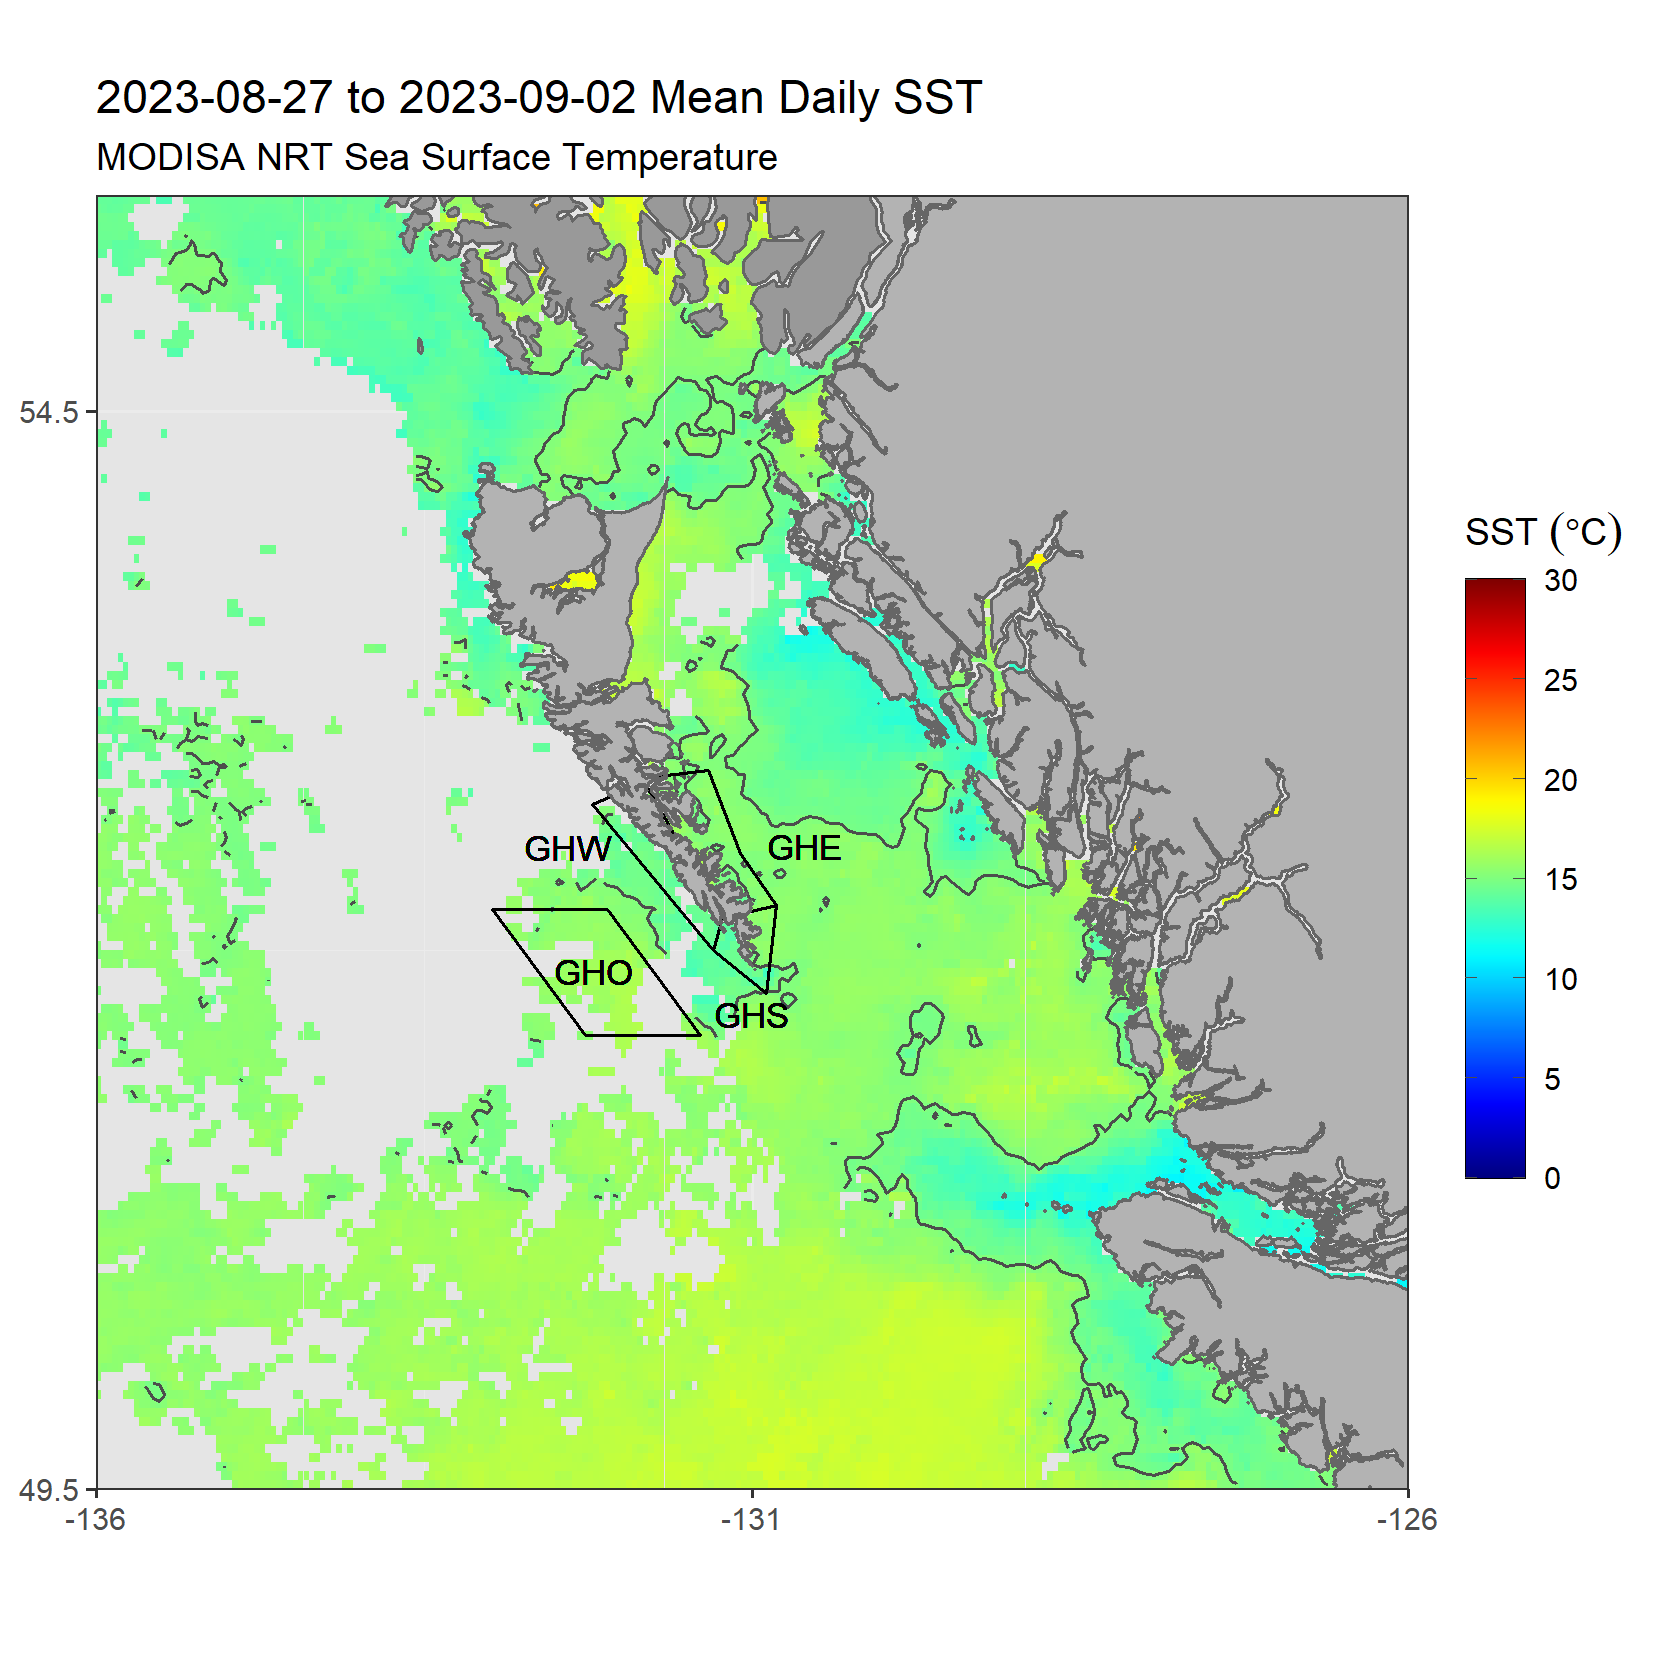 2023-08-27 to 2023-09-02 Mean Daily SST
MODISA NRT Sea Surface Temperature
54.5
49.5
-136
-131
-126
GHW
GHE
GHO
GHS
SST (°C)
30
25
20
15
10
5
0